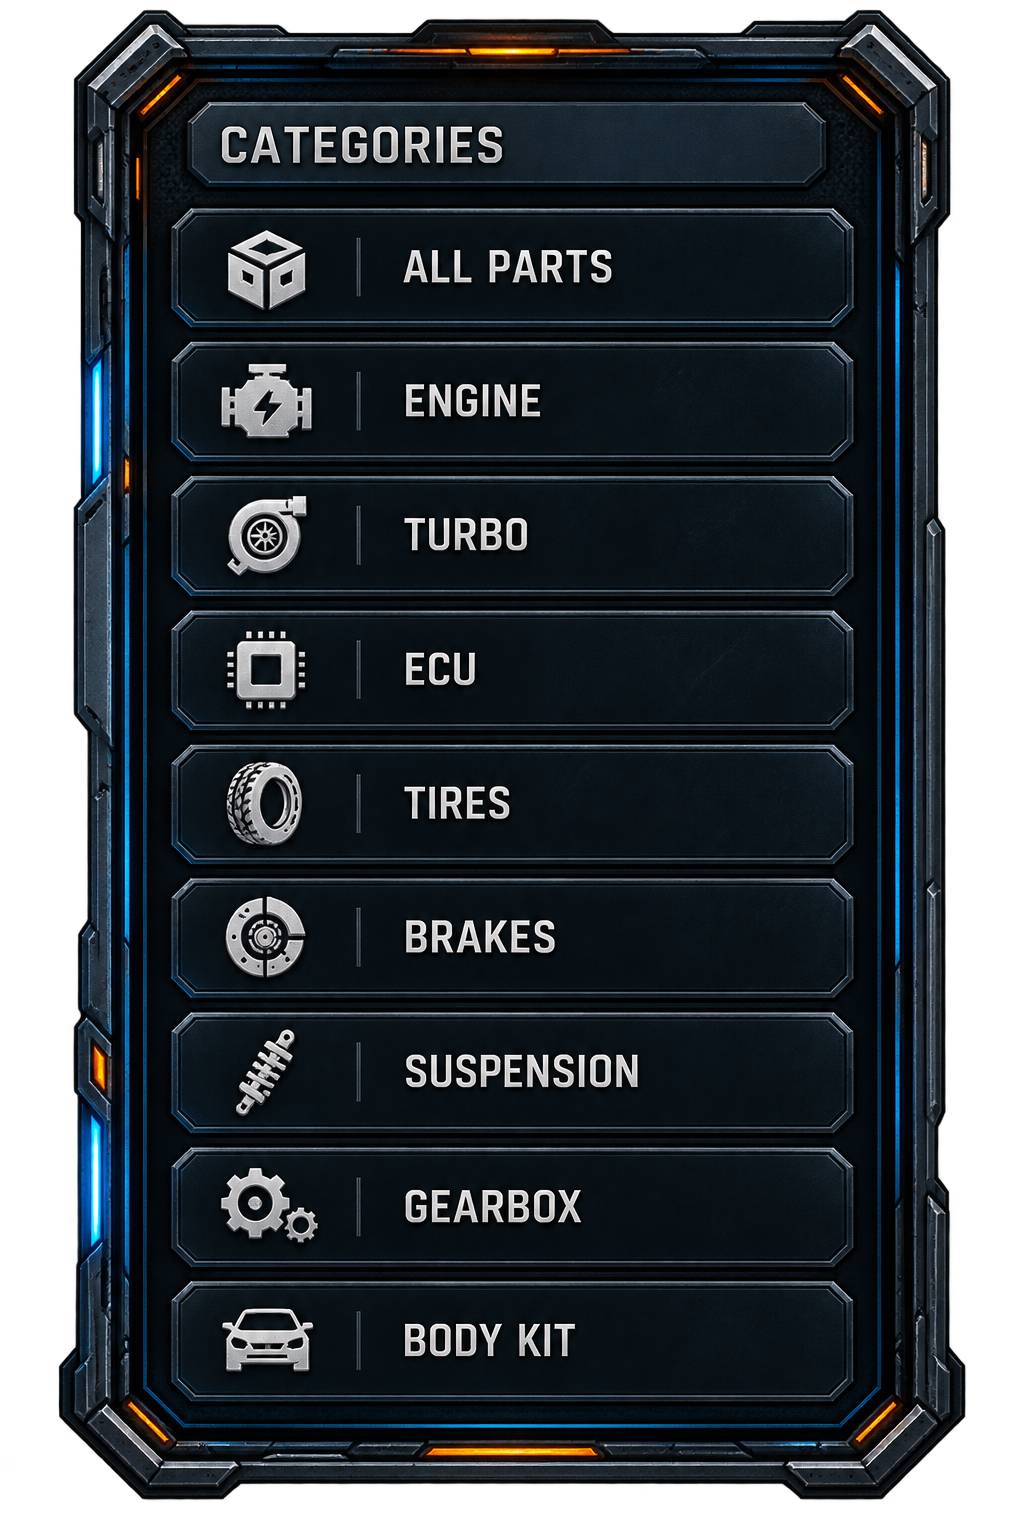 CATEGORIES
ALL PARTS
ENGINE
TURBO
ECU
TIRES
BRAKES
SUSPENSION
GEARBOX
BODY KIT